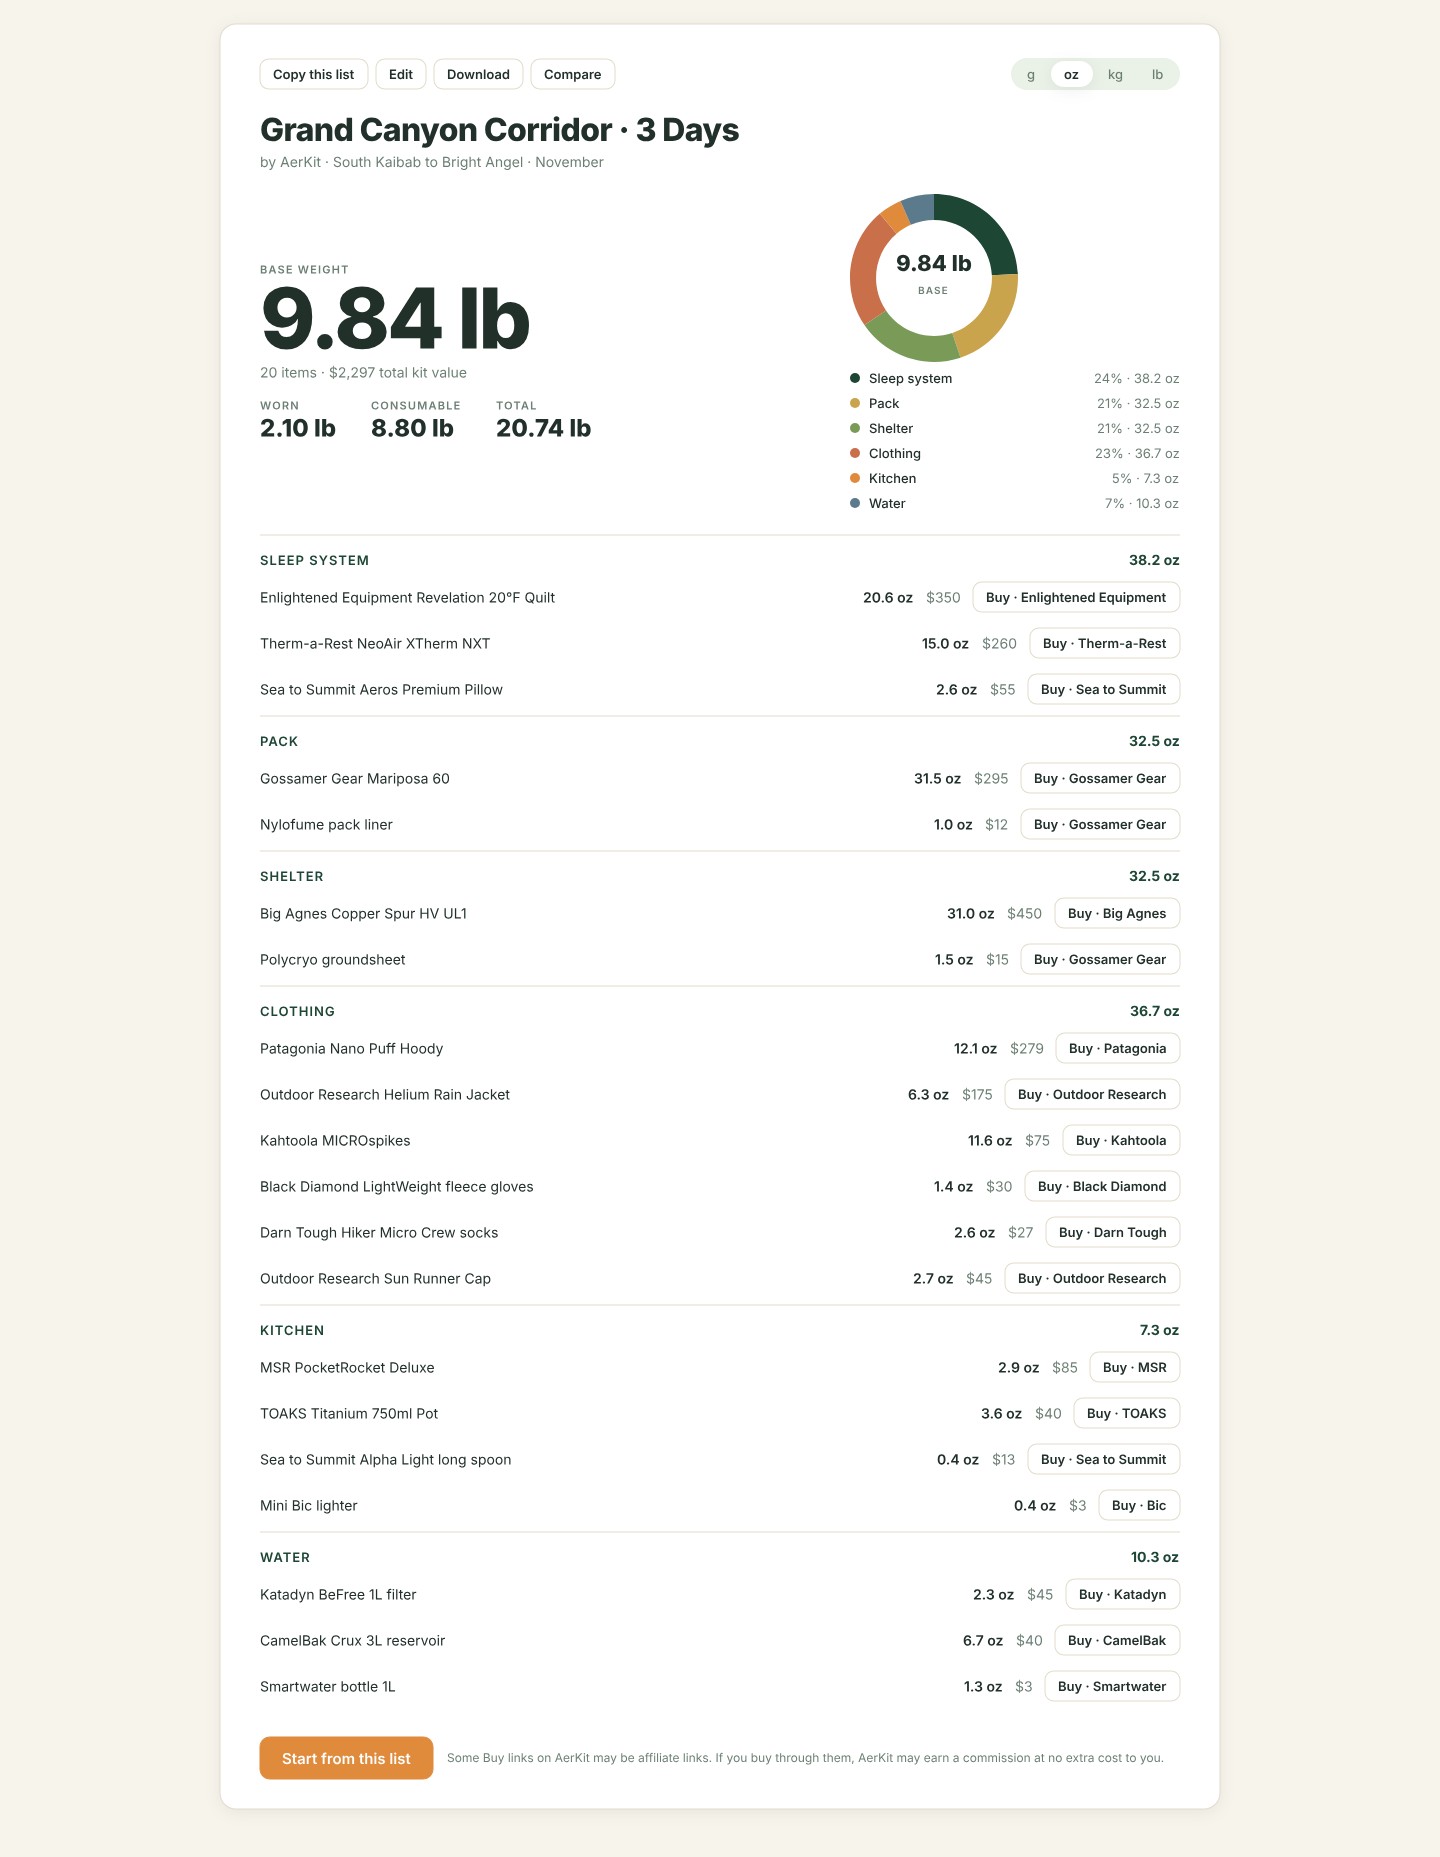 Copy this list Edit Download Compare g oz kg lb
Grand Canyon Corridor · 3 Days
by AerKit · South Kaibab to Bright Angel · November
BASE WEIGHT
9.84 lb
20 items · $2,297 total kit value
WORN CONSUMABLE TOTAL
2.10 lb 8.80 lb 20.74 lb
9.84 lb
BASE
Sleep system 24% · 38.2 oz
Pack 21% · 32.5 oz
Shelter 21% · 32.5 oz
Clothing 23% · 36.7 oz
Kitchen 5% · 7.3 oz
Water 7% · 10.3 oz
SLEEP SYSTEM 38.2 oz
Enlightened Equipment Revelation 20°F Quilt 20.6 oz $350 Buy · Enlightened Equipment
Therm-a-Rest NeoAir XTherm NXT 15.0 oz $260 Buy · Therm-a-Rest
Sea to Summit Aeros Premium Pillow 2.6 oz $55 Buy · Sea to Summit
PACK 32.5 oz
Gossamer Gear Mariposa 60 31.5 oz $295 Buy · Gossamer Gear
Nylofume pack liner 1.0 oz $12 Buy · Gossamer Gear
SHELTER 32.5 oz
Big Agnes Copper Spur HV UL1 31.0 oz $450 Buy · Big Agnes
Polycryo groundsheet 1.5 oz $15 Buy · Gossamer Gear
CLOTHING 36.7 oz
Patagonia Nano Puff Hoody 12.1 oz $279 Buy · Patagonia
Outdoor Research Helium Rain Jacket 6.3 oz $175 Buy · Outdoor Research
Kahtoola MICROspikes 11.6 oz $75 Buy · Kahtoola
Black Diamond LightWeight fleece gloves 1.4 oz $30 Buy · Black Diamond
Darn Tough Hiker Micro Crew socks 2.6 oz $27 Buy · Darn Tough
Outdoor Research Sun Runner Cap 2.7 oz $45 Buy · Outdoor Research
KITCHEN 7.3 oz
MSR PocketRocket Deluxe 2.9 oz $85 Buy · MSR
TOAKS Titanium 750ml Pot 3.6 oz $40 Buy · TOAKS
Sea to Summit Alpha Light long spoon 0.4 oz $13 Buy · Sea to Summit
Mini Bic lighter 0.4 oz $3 Buy · Bic
WATER 10.3 oz
Katadyn BeFree 1L filter 2.3 oz $45 Buy · Katadyn
CamelBak Crux 3L reservoir 6.7 oz $40 Buy · CamelBak
Smartwater bottle 1L 1.3 oz $3 Buy · Smartwater
Start from this list Some Buy links on AerKit may be affiliate links. If you buy through them, AerKit may earn a commission at no extra cost to you.